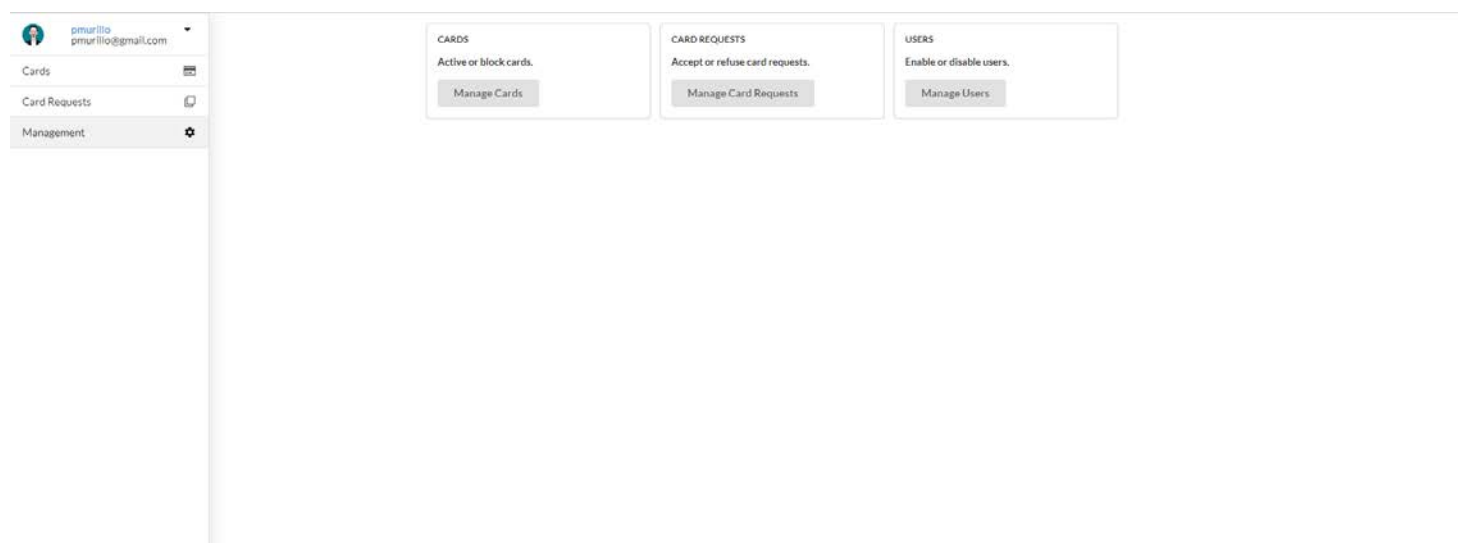 pmurillo
pmurillo@gmail.com
Cards
Card Requests
Management
CARDS
Active or block cards.
Manage Cards
CARD REQUESTS
Accept or refuse card requests.
Manage Card Requests
USERS
Enable or disable users.
Manage Users